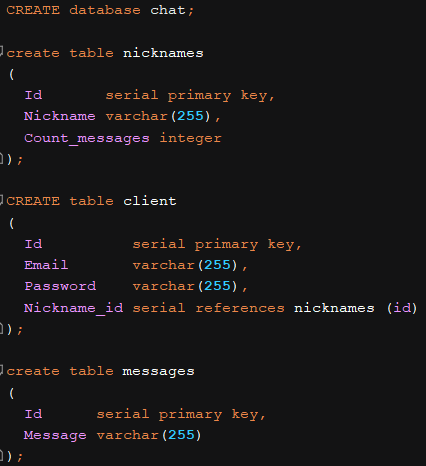 CREATE database chat;
create table nicknames
(
Id serial primary key,
Nickname varchar(255),
Count_messages integer
);
CREATE table client
(
Id serial primary key,
Email varchar(255),
Password varchar(255),
Nickname_id serial references nicknames (id)
);
create table messages
(
Id serial primary key,
Message varchar(255)
);